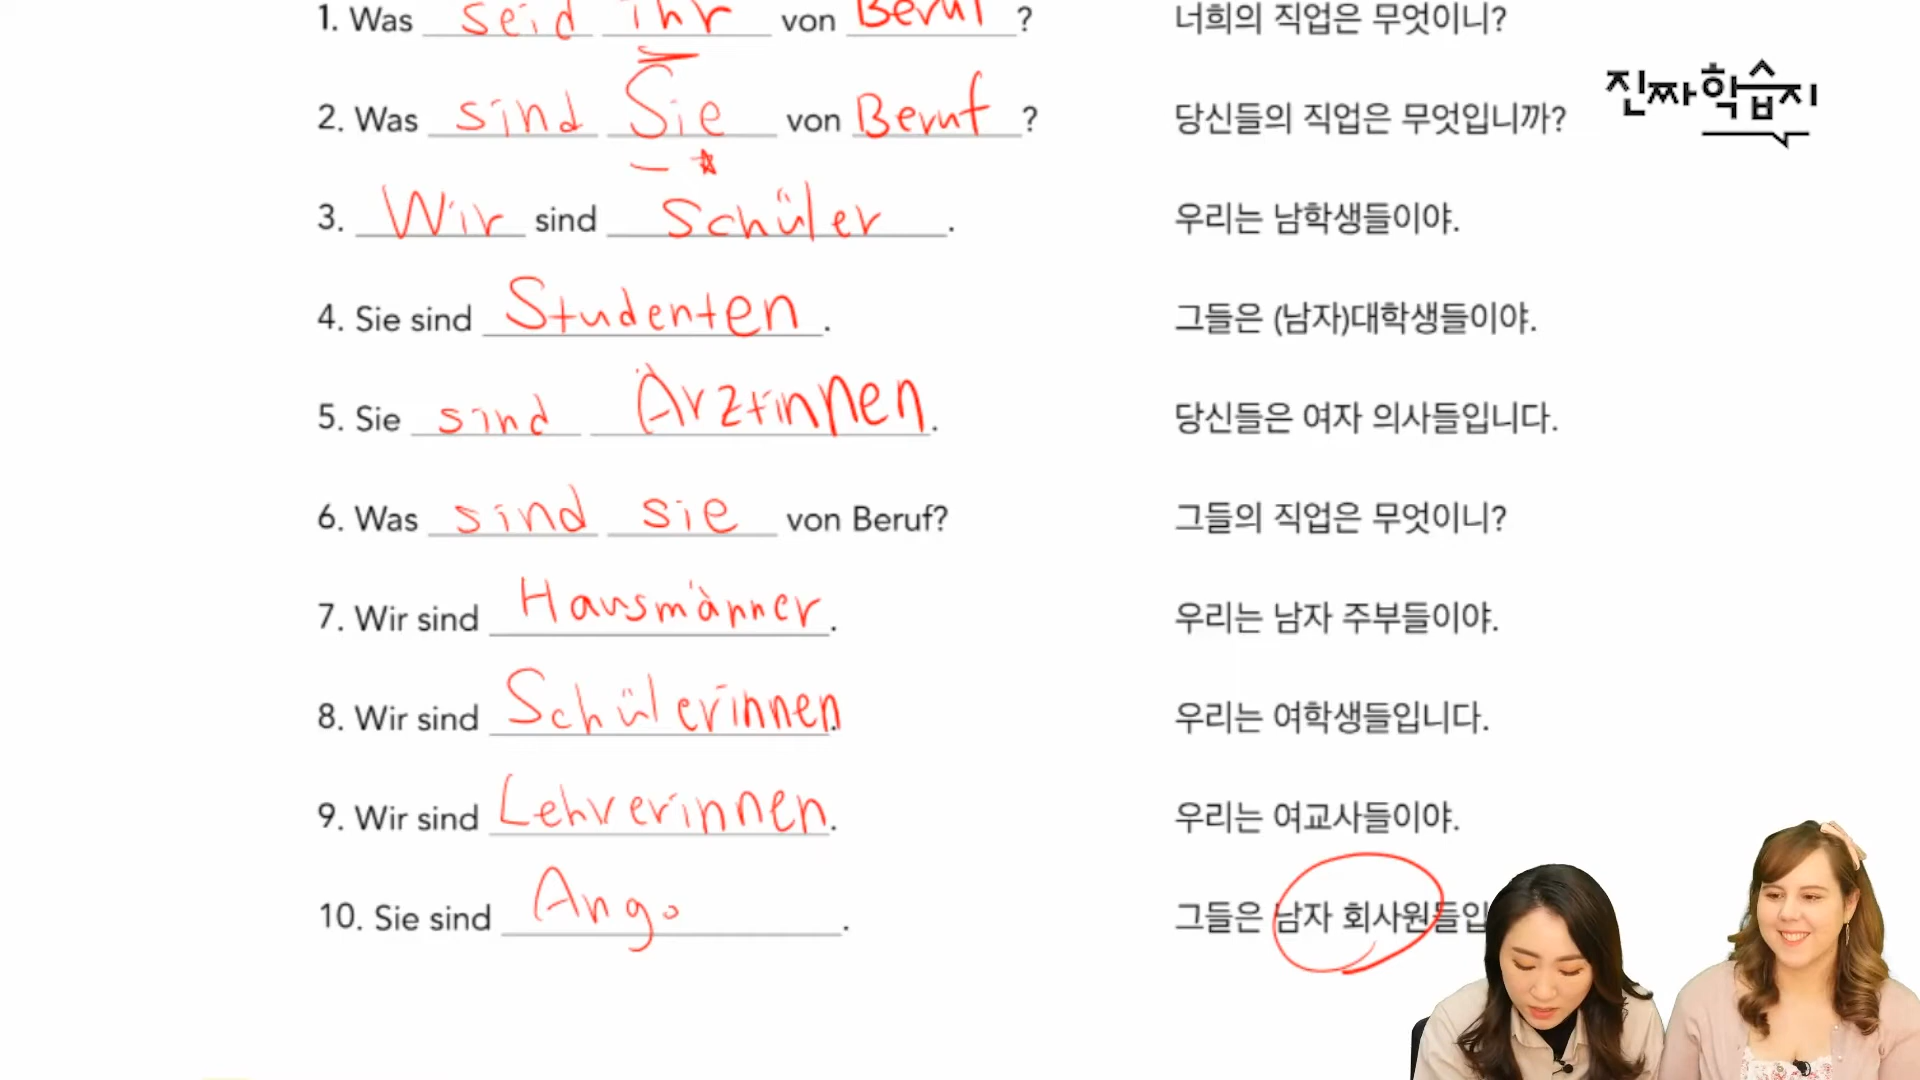 1. Was seid ihr von Beruf ? 너희의 직업은 무엇이니?
진짜학습지
2. Was sind Sie von Beruf ? 당신들의 직업은 무엇입니까?
3. Wir sind Schüler . 우리는 남학생들이야.
4. Sie sind Studenten . 그들은 (남자)대학생들이야.
5. Sie sind Ärztinnen . 당신들은 여자 의사들입니다.
6. Was sind sie von Beruf? 그들의 직업은 무엇이니?
7. Wir sind Hausmänner . 우리는 남자 주부들이야.
8. Wir sind Schülerinnen . 우리는 여학생들입니다.
9. Wir sind Lehrerinnen . 우리는 여교사들이야.
10. Sie sind Ang . 그들은 남자 회사원들입